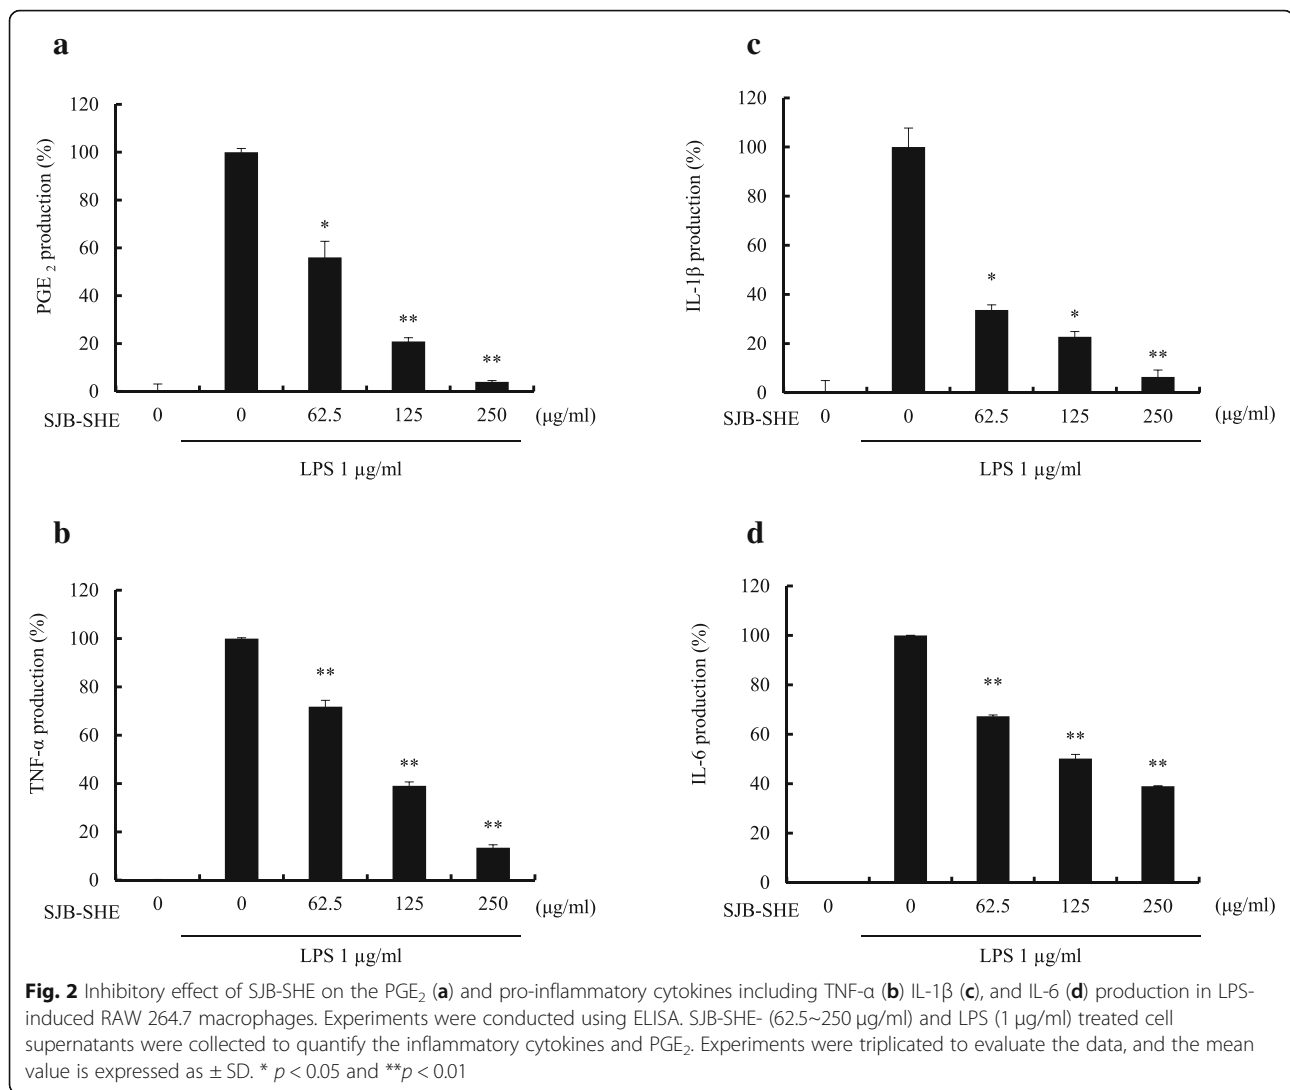 a
120
100
80
60
40
20
0
PGE 2 production (%)
*
**
**
SJB-SHE 0 0 62.5 125 250 (µg/ml)
LPS 1 µg/ml
c
120
100
80
60
40
20
0
IL-1β production (%)
*
*
**
SJB-SHE 0 0 62.5 125 250 (µg/ml)
LPS 1 µg/ml
b
120
100
80
60
40
20
0
TNF-α production (%)
**
**
**
SJB-SHE 0 0 62.5 125 250 (µg/ml)
LPS 1 µg/ml
d
120
100
80
60
40
20
0
IL-6 production (%)
**
**
**
SJB-SHE 0 0 62.5 125 250 (µg/ml)
LPS 1 µg/ml
Fig. 2 Inhibitory effect of SJB-SHE on the PGE2 (a) and pro-inflammatory cytokines including TNF-α (b) IL-1β (c), and IL-6 (d) production in LPS-
induced RAW 264.7 macrophages. Experiments were conducted using ELISA. SJB-SHE- (62.5~250 µg/ml) and LPS (1 µg/ml) treated cell
supernatants were collected to quantify the inflammatory cytokines and PGE2. Experiments were triplicated to evaluate the data, and the mean
value is expressed as ± SD. * p < 0.05 and **p < 0.01